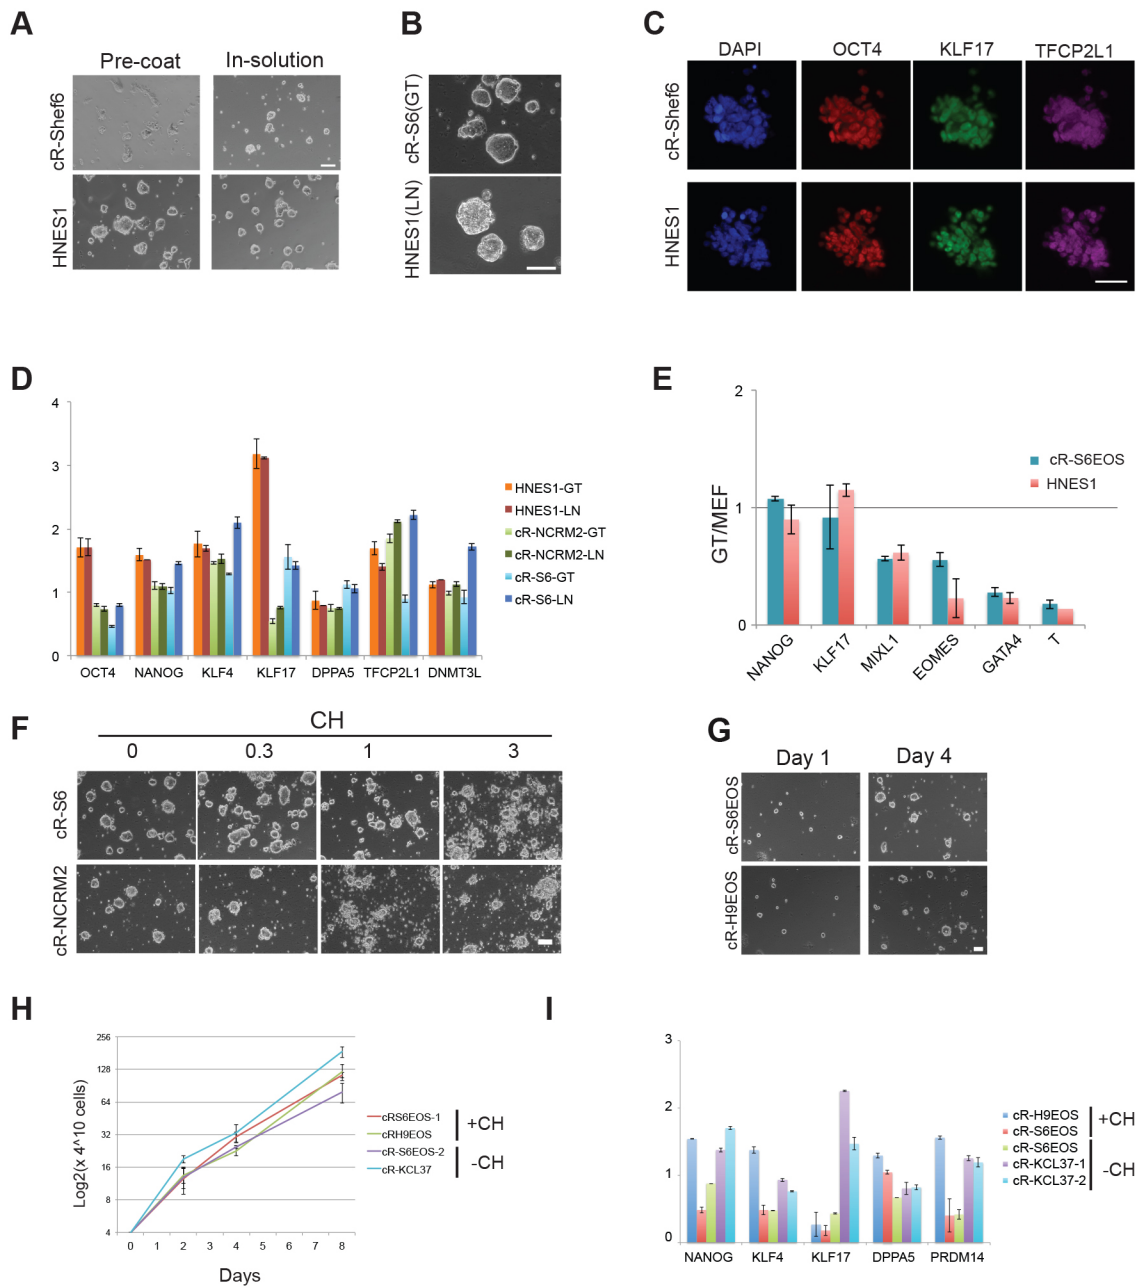 A
Pre-coat
In-solution
cR-Shef6
HNES1
B
cR-S6(GT)
HNES1(LN)
C
DAPI
OCT4
KLF17
TFCP2L1
cR-Shef6
HNES1
D
4
3
2
1
0
OCT4
NANOG
KLF4
KLF17
DPPA5
TFCP2L1
DNMT3L
HNES1-GT
HNES1-LN
cR-NCRM2-GT
cR-NCRM2-LN
cR-S6-GT
cR-S6-LN
E
GT/MEF
2
1
0
NANOG
KLF17
MIXL1
EOMES
GATA4
T
cR-S6EOS
HNES1
F
CH
0
0.3
1
3
cR-S6
cR-NCRM2
G
Day 1
Day 4
cR-S6EOS
cR-H9EOS
H
Log2(x 4^10 cells)
256
128
64
32
16
8
4
0
1
2
3
4
5
6
7
8
Days
cRS6EOS-1
cRH9EOS
cR-S6EOS-2
cR-KCL37
+CH
-CH
I
3
2
1
0
NANOG
KLF4
KLF17
DPPA5
PRDM14
cR-H9EOS
cR-S6EOS
cR-S6EOS
cR-KCL37-1
cR-KCL37-2
+CH
-CH